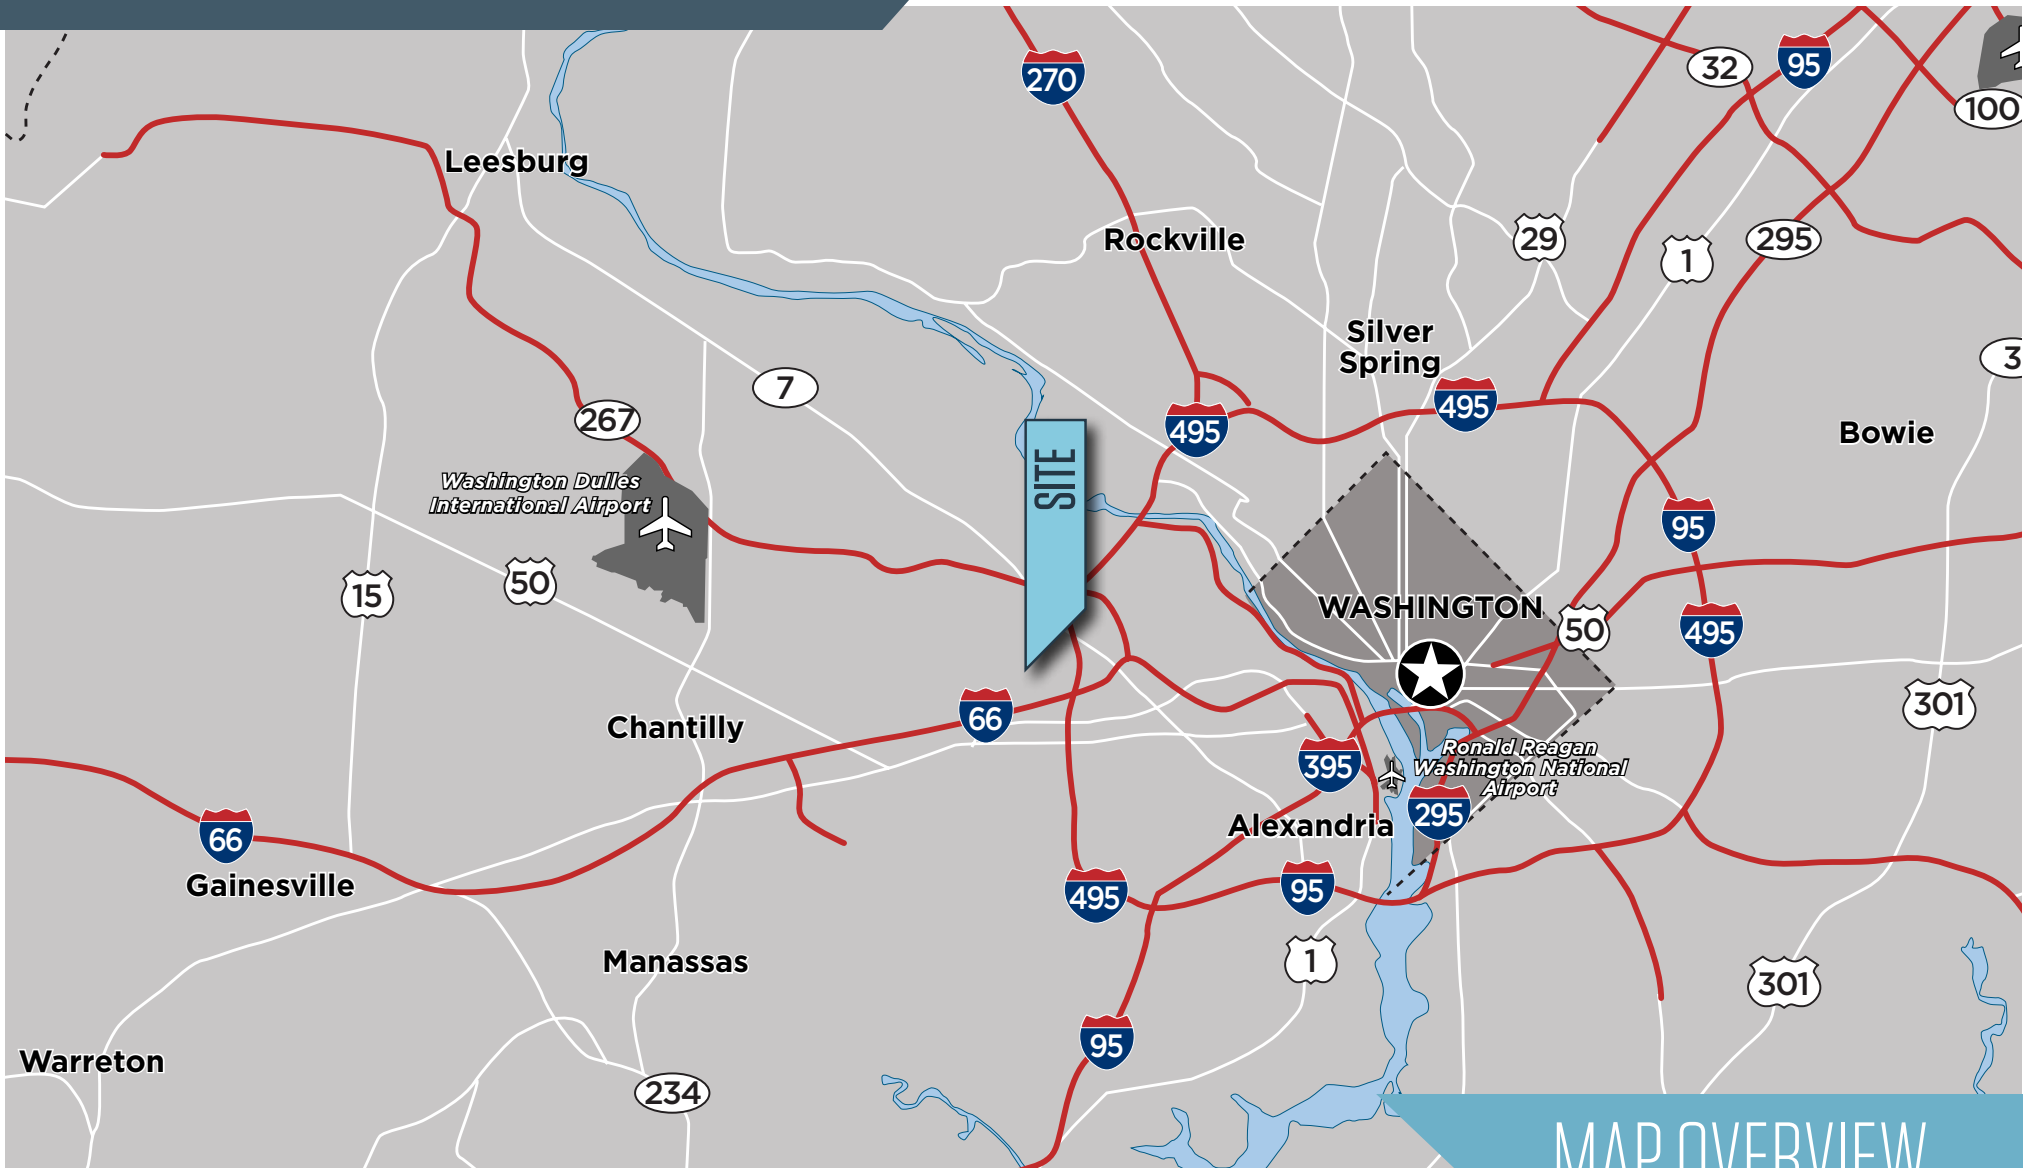 270
32
95
100
Leesburg
Rockville
29
1
295
Silver
Spring
3
7
267
495
495
Bowie
Washington Dulles
International Airport
SITE
95
15
50
WASHINGTON
50
495
66
301
Chantilly
395
Ronald Reagan
Washington National
Airport
295
66
Alexandria
Gainesville
495
95
Manassas
1
301
95
Warreton
234
MAP OVERVIEW